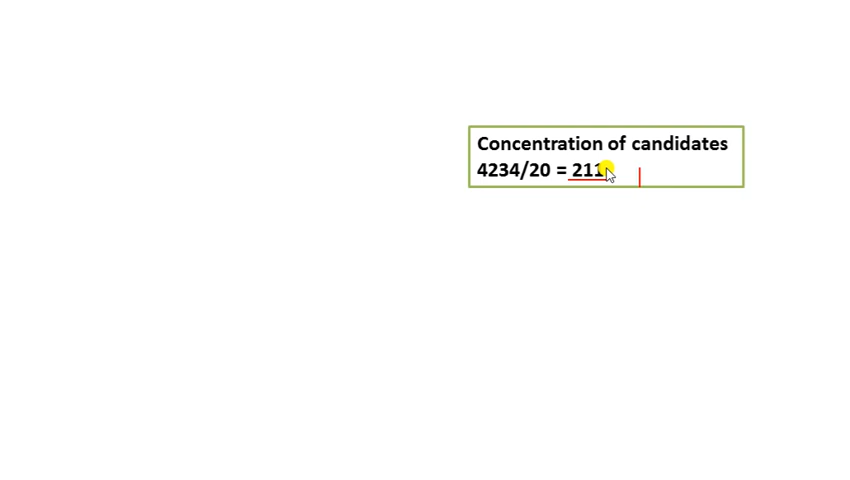 Concentration of candidates
4234/20 = 211